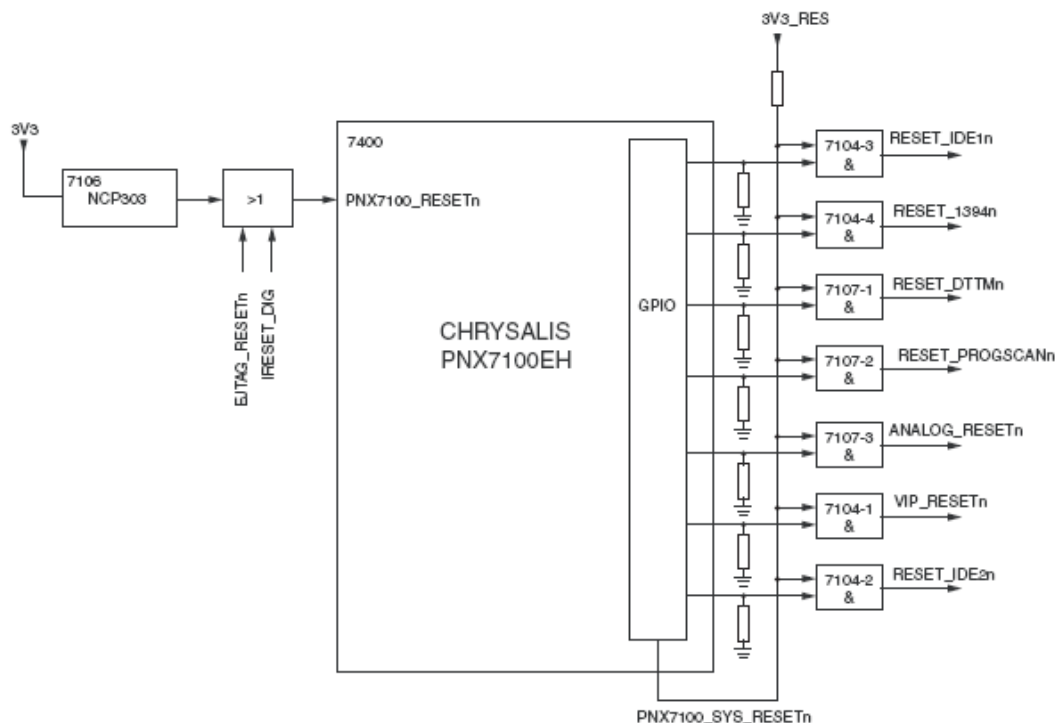 3V3_RES
3V3
7106
NCP303
>1
EJTAG_RESETn
IRESET_DIG
7400
PNX7100_RESETn
CHRYSALIS
PNX7100EH
GPIO
PNX7100_SYS_RESETn
7104-3
&
RESET_IDE1n
7104-4
&
RESET_1394n
7107-1
&
RESET_DTTMn
7107-2
&
RESET_PROGSCANn
7107-3
&
ANALOG_RESETn
7104-1
&
VIP_RESETn
7104-2
&
RESET_IDE2n